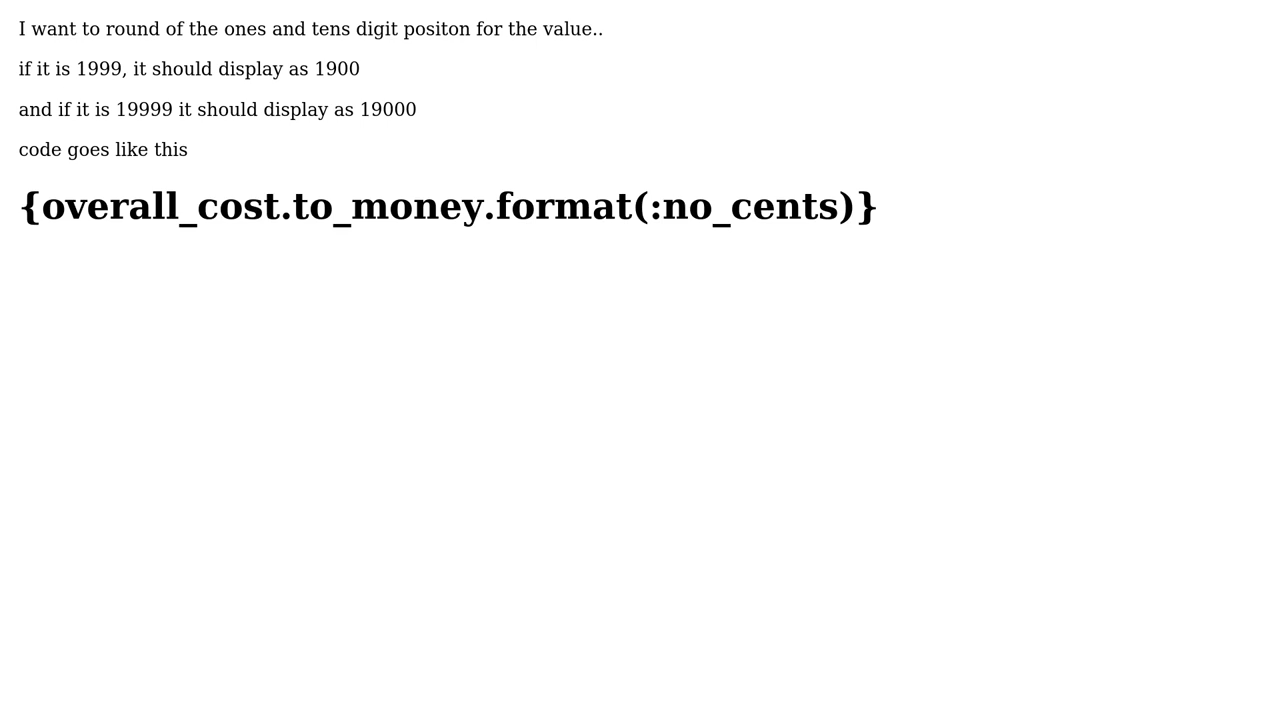 I want to round of the ones and tens digit positon for the value..
if it is 1999, it should display as 1900
and if it is 19999 it should display as 19000
code goes like this
{overall_cost.to_money.format(:no_cents)}